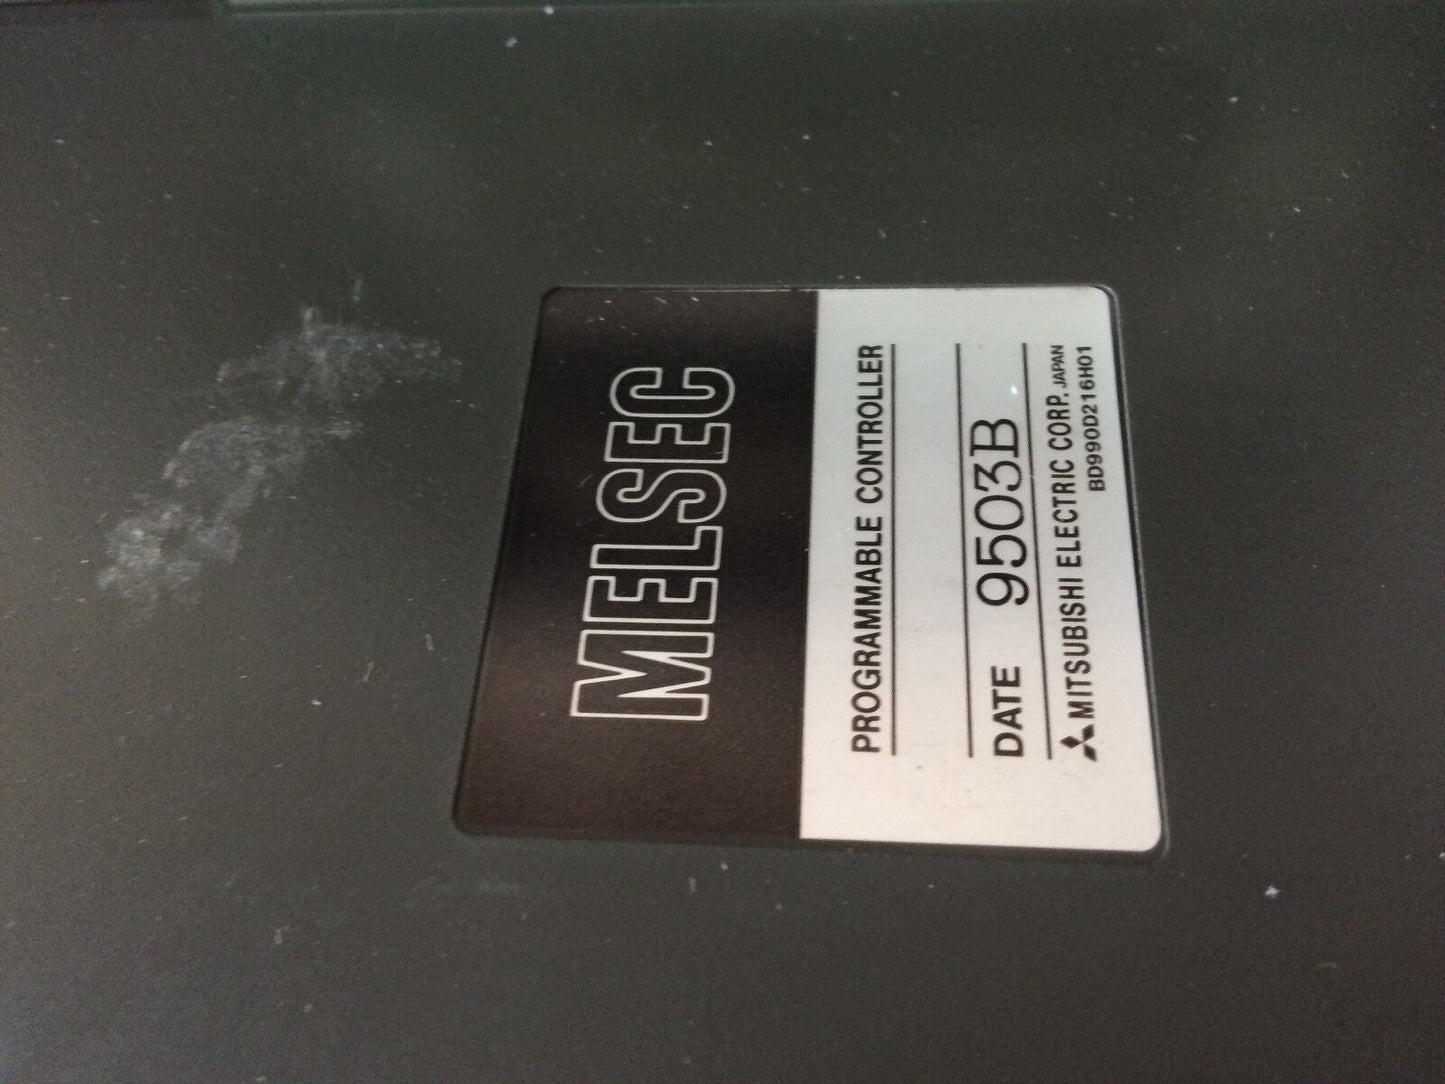 MELSEC
PROGRAMMABLE CONTROLLER
DATE 9503B
MITSUBISHI ELECTRIC CORP. JAPAN
BD990D216H01